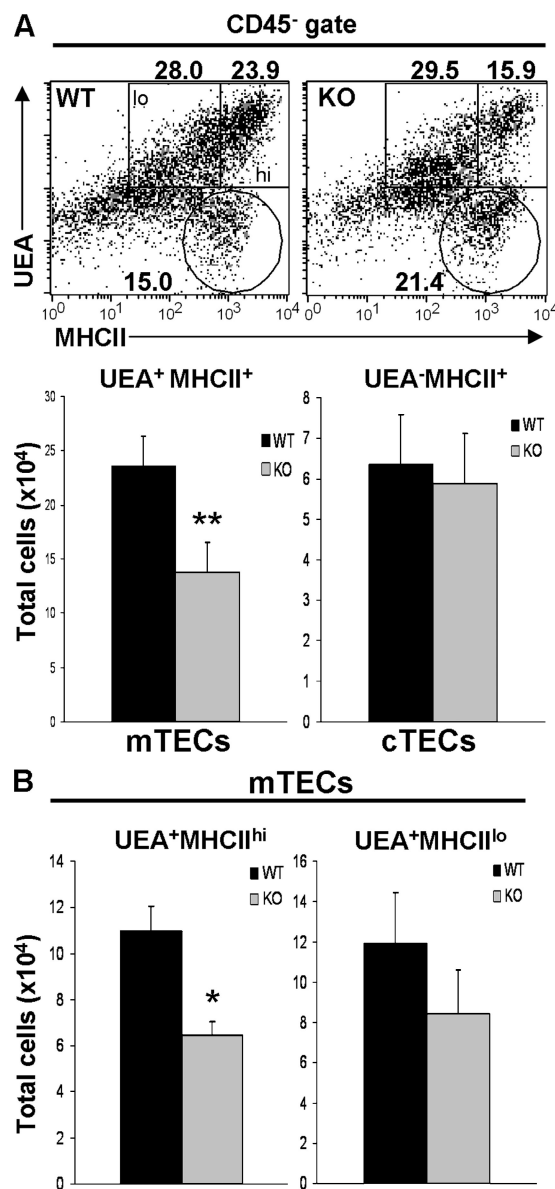 A
CD45⁻ gate
28.0 23.9 29.5 15.9
WT lo hi KO
UEA
15.0 21.4
10⁰ 10¹ 10² 10³ 10⁴ 10⁰ 10¹ 10² 10³ 10⁴
MHCII
UEA⁺ MHCII⁺ UEA⁻MHCII⁺
Total cells (x10⁴)
30
25
20
15
10
5
0
WT
KO
**
mTECs
8
7
6
5
4
3
2
1
0
WT
KO
cTECs
B
mTECs
UEA⁺MHCIIʰⁱ UEA⁺MHCIIˡᵒ
Total cells (x10⁴)
14
12
10
8
6
4
2
0
WT
KO
*
16
14
12
10
8
6
4
2
0
WT
KO